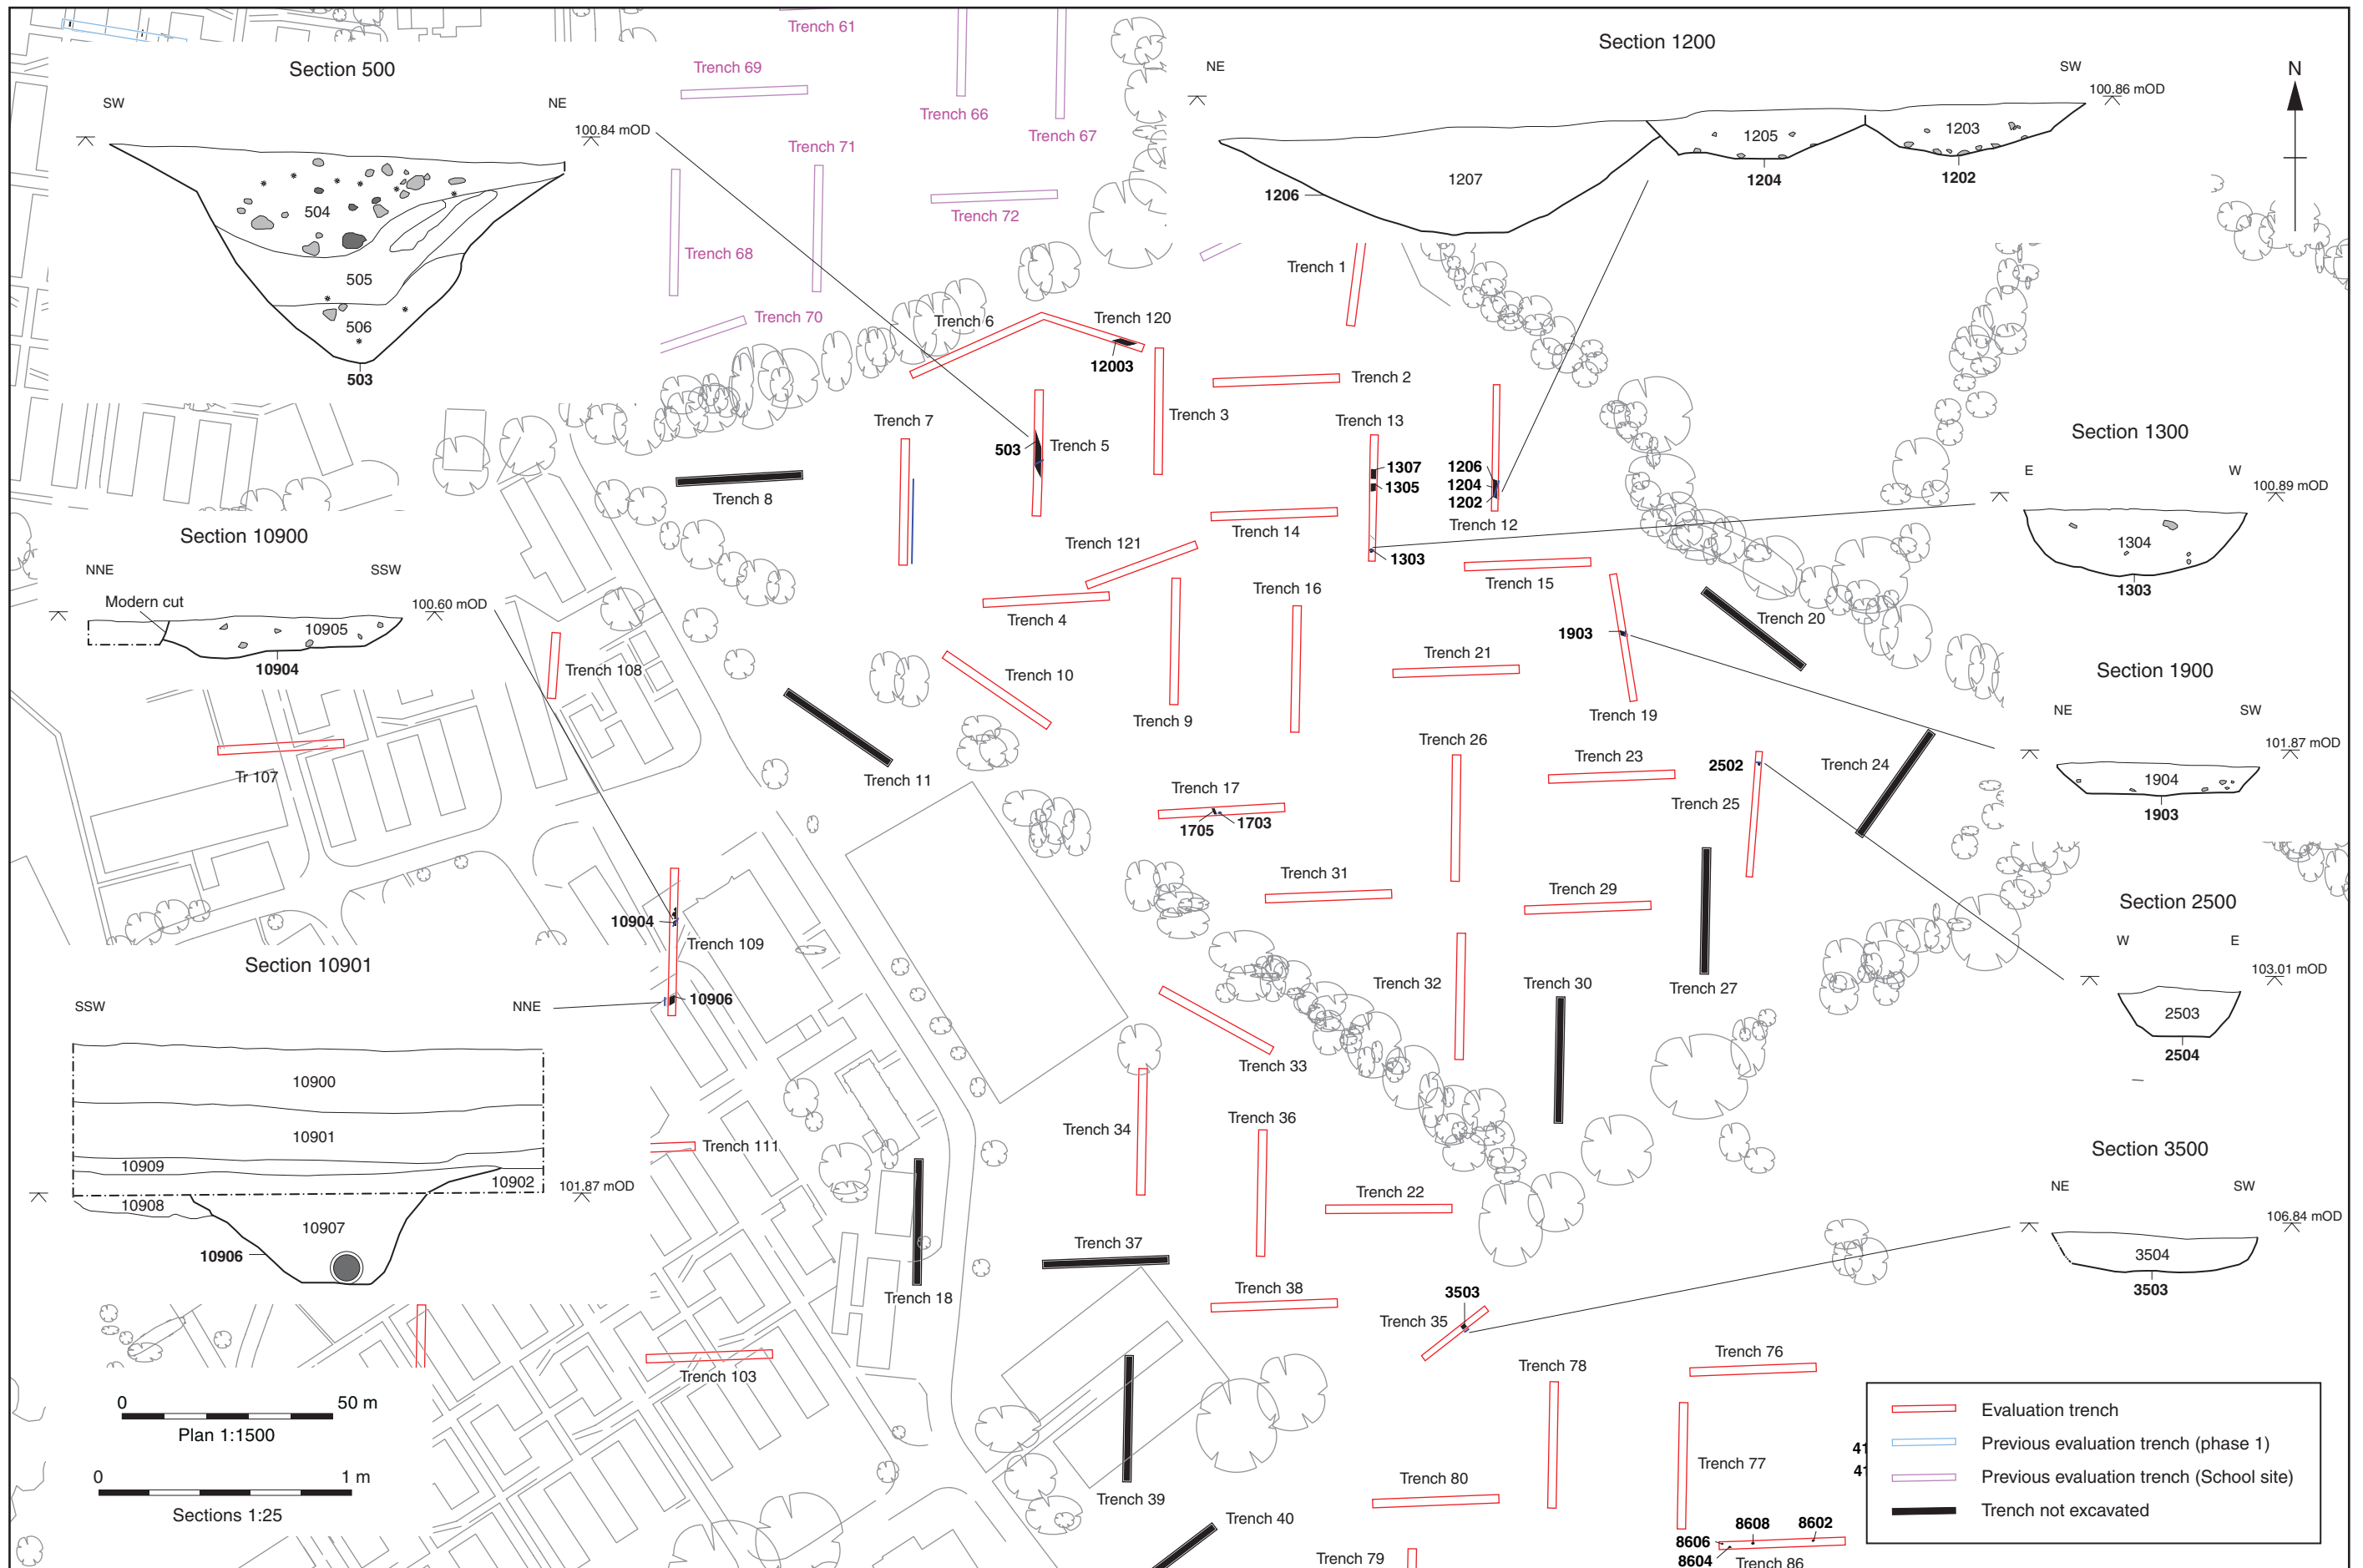 Section 500
SW
NE
100.84 mOD
504
505
506
503
Trench 61
Trench 69
Trench 66
Trench 67
Trench 71
Trench 72
Trench 68
Trench 70
Section 1200
NE
SW
100.86 mOD
1205
1203
1207
1206
1204
1202
N
Trench 1
Trench 6
Trench 120
12003
Trench 2
Trench 3
Trench 7
503
Trench 5
Trench 13
1307
1305
1206
1204
1202
Trench 12
Trench 8
Trench 14
Trench 121
1303
Trench 15
Trench 4
Trench 16
Section 1300
E
W
100.89 mOD
1304
1303
Section 10900
NNE
SSW
Modern cut
100.60 mOD
10905
10904
Trench 108
Trench 10
Trench 9
Trench 21
1903
Trench 19
Trench 20
Section 1900
NE
SW
101.87 mOD
1904
1903
Tr 107
Trench 11
Trench 26
Trench 23
2502
Trench 25
Trench 24
Trench 17
1705
1703
Trench 31
Trench 29
10904
Trench 109
10906
Section 2500
W
E
103.01 mOD
2503
2504
Section 10901
SSW
NNE
10900
10901
10909
10902
101.87 mOD
10908
10907
10906
Trench 32
Trench 30
Trench 27
Trench 33
Trench 34
Trench 36
Trench 111
Trench 22
Trench 37
Trench 18
Trench 38
3503
Trench 35
Section 3500
NE
SW
106.84 mOD
3504
3503
Trench 103
Trench 78
Trench 76
Trench 77
Trench 80
Trench 39
Trench 40
Trench 79
41
41
8606
8608
8602
8604
Trench 86
0 50 m
Plan 1:1500
0 1 m
Sections 1:25
Evaluation trench
Previous evaluation trench (phase 1)
Previous evaluation trench (School site)
Trench not excavated